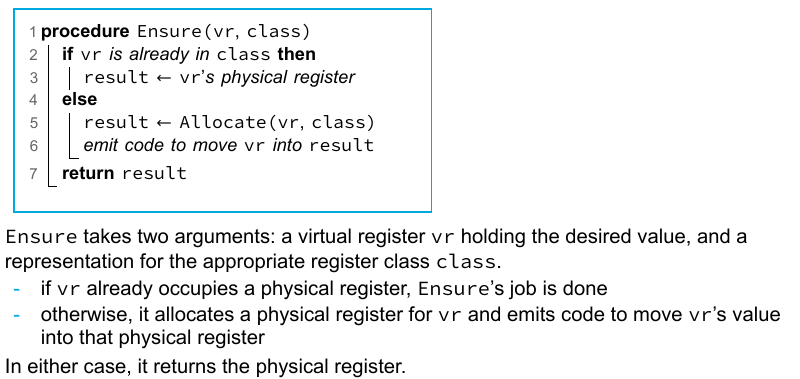 1 procedure Ensure(vr, class)
2 if vr is already in class then
3 result ← vr's physical register
4 else
5 result ← Allocate(vr, class)
6 emit code to move vr into result
7 return result
Ensure takes two arguments: a virtual register vr holding the desired value, and a
representation for the appropriate register class class.
- if vr already occupies a physical register, Ensure's job is done
- otherwise, it allocates a physical register for vr and emits code to move vr's value
into that physical register
In either case, it returns the physical register.